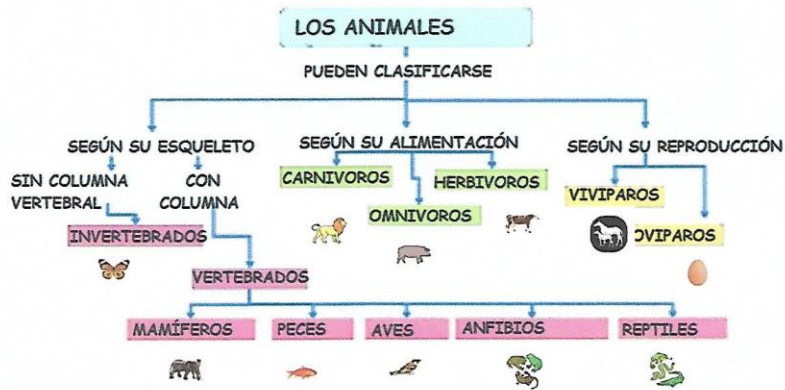 LOS ANIMALES
PUEDEN CLASIFICARSE
SEGÚN SU ESQUELETO
SIN COLUMNA
VERTEBRAL
CON
COLUMNA
INVERTEBRADOS
VERTEBRADOS
MAMÍFEROS
PECES
AVES
ANFIBIOS
REPTILES
SEGÚN SU ALIMENTACIÓN
CARNIVOROS
HERBIVOROS
OMNIVOROS
SEGÚN SU REPRODUCCIÓN
VIVIPAROS
OVIPAROS